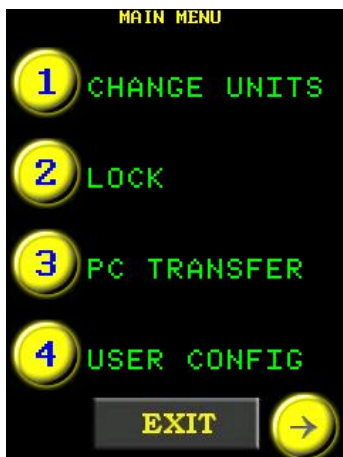 MAIN MENU
1 CHANGE UNITS
2 LOCK
3 PC TRANSFER
4 USER CONFIG
EXIT →